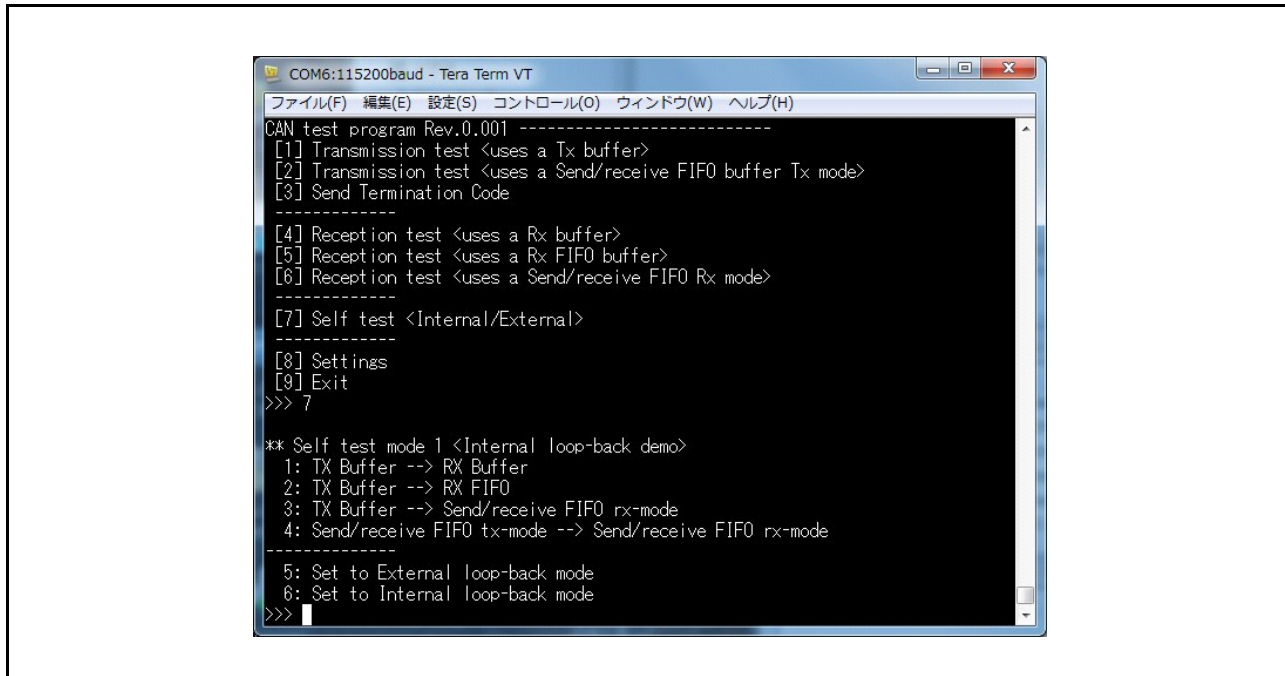 COM6:115200baud - Tera Term VT
ファイル(F) 編集(E) 設定(S) コントロール(O) ウィンドウ(W) ヘルプ(H)
CAN test program Rev.0.001 ---------------------------
[1] Transmission test <uses a Tx buffer>
[2] Transmission test <uses a Send/receive FIFO buffer Tx mode>
[3] Send Termination Code
-------------
[4] Reception test <uses a Rx buffer>
[5] Reception test <uses a Rx FIFO buffer>
[6] Reception test <uses a Send/receive FIFO Rx mode>
-------------
[7] Self test <Internal/External>
-------------
[8] Settings
[9] Exit
>>> 7
** Self test mode 1 <Internal loop-back demo>
1: TX Buffer --> RX Buffer
2: TX Buffer --> RX FIFO
3: TX Buffer --> Send/receive FIFO rx-mode
4: Send/receive FIFO tx-mode --> Send/receive FIFO rx-mode
--------------
5: Set to External loop-back mode
6: Set to Internal loop-back mode
>>>